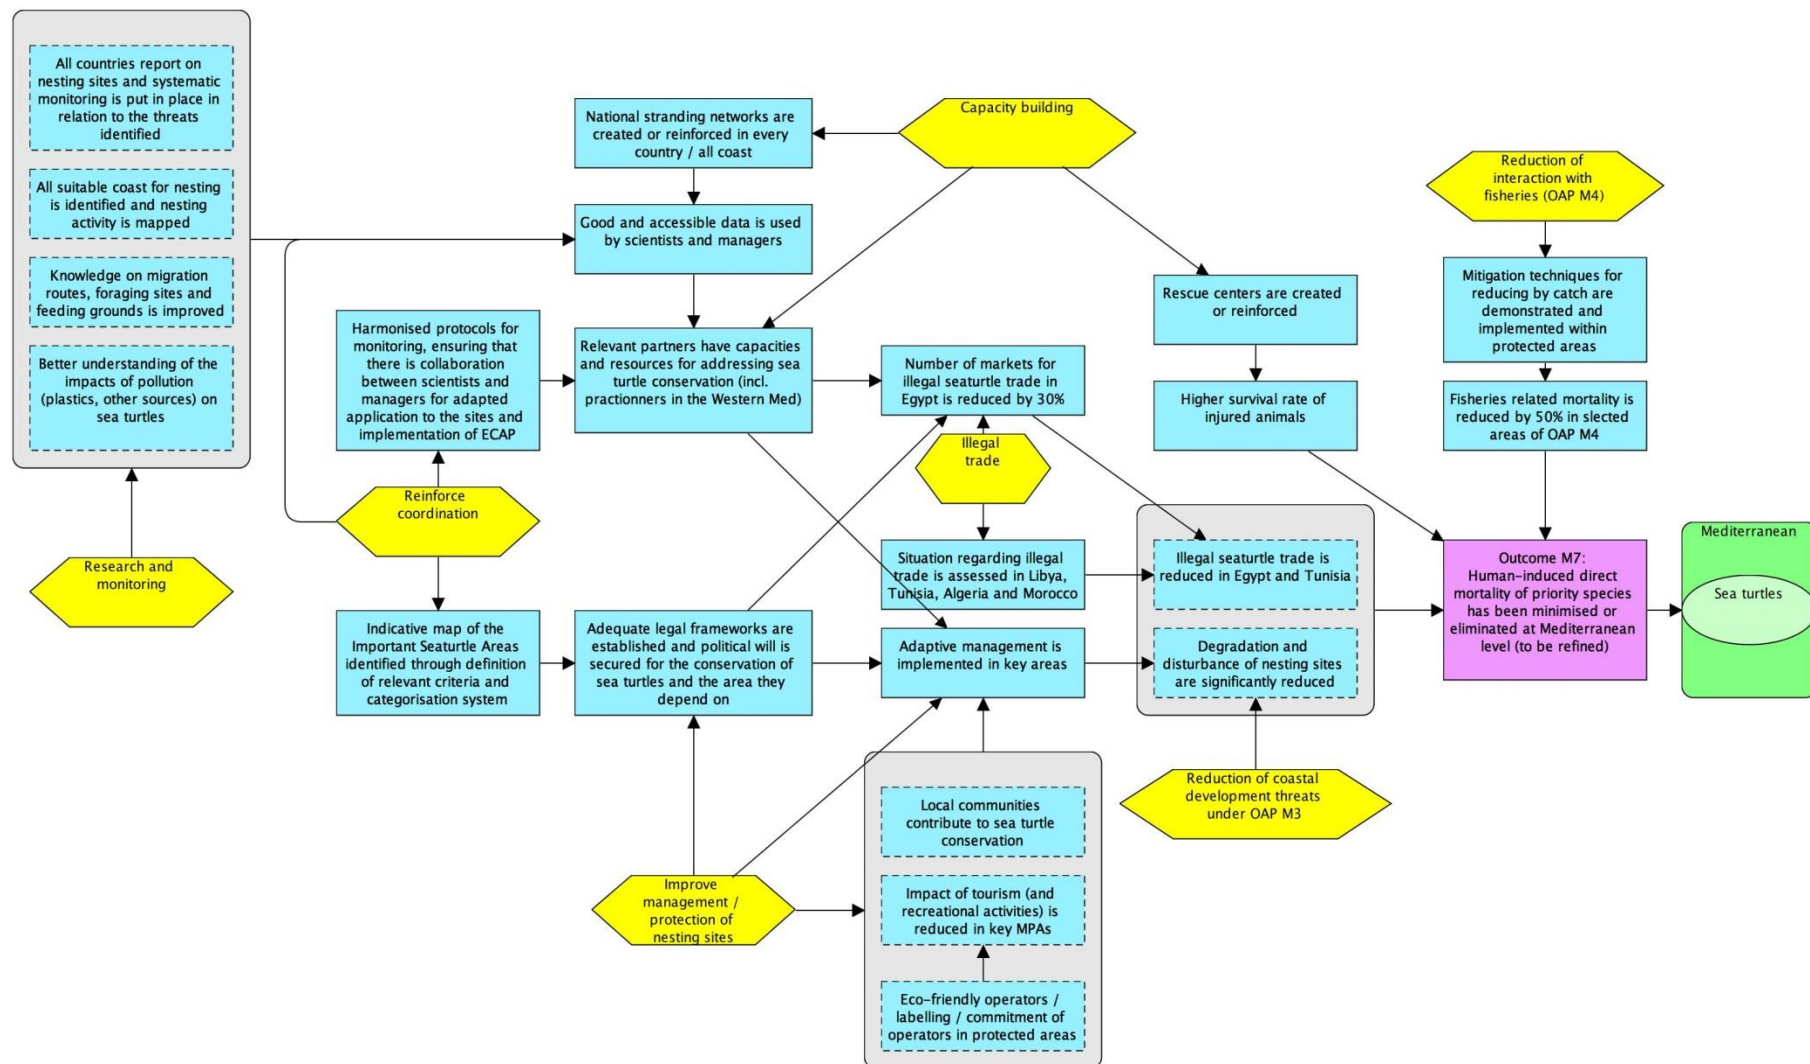 All countries report on
nesting sites and systematic
monitoring is put in place in
relation to the threats
identified
All suitable coast for nesting
is identified and nesting
activity is mapped
Knowledge on migration
routes, foraging sites and
feeding grounds is improved
Better understanding of the
impacts of pollution
(plastics, other sources) on
sea turtles
Research and
monitoring
Harmonised protocols for
monitoring, ensuring that
there is collaboration
between scientists and
managers for adapted
application to the sites and
implementation of ECAP
Reinforce
coordination
Indicative map of the
Important Seaturtle Areas
identified through definition
of relevant criteria and
categorisation system
National stranding networks are
created or reinforced in every
country / all coast
Good and accessible data is used
by scientists and managers
Relevant partners have capacities
and resources for addressing sea
turtle conservation (incl.
practionners in the Western Med)
Adequate legal frameworks are
established and political will is
secured for the conservation of
sea turtles and the area they
depend on
Improve
management /
protection of
nesting sites
Capacity building
Number of markets for
illegal seaturtle trade in
Egypt is reduced by 30%
Illegal
trade
Situation regarding illegal
trade is assessed in Libya,
Tunisia, Algeria and Morocco
Adaptive management is
implemented in key areas
Local communities
contribute to sea turtle
conservation
Impact of tourism (and
recreational activities) is
reduced in key MPAs
Eco-friendly operators /
labelling / commitment of
operators in protected areas
Rescue centers are created
or reinforced
Higher survival rate of
injured animals
Illegal seaturtle trade is
reduced in Egypt and Tunisia
Degradation and
disturbance of nesting sites
are significantly reduced
Reduction of coastal
development threats
under OAP M3
Reduction of
interaction with
fisheries (OAP M4)
Mitigation techniques for
reducing by catch are
demonstrated and
implemented within
protected areas
Fisheries related mortality is
reduced by 50% in slected
areas of OAP M4
Outcome M7:
Human-induced direct
mortality of priority species
has been minimised or
eliminated at Mediterranean
level (to be refined)
Mediterranean
Sea turtles